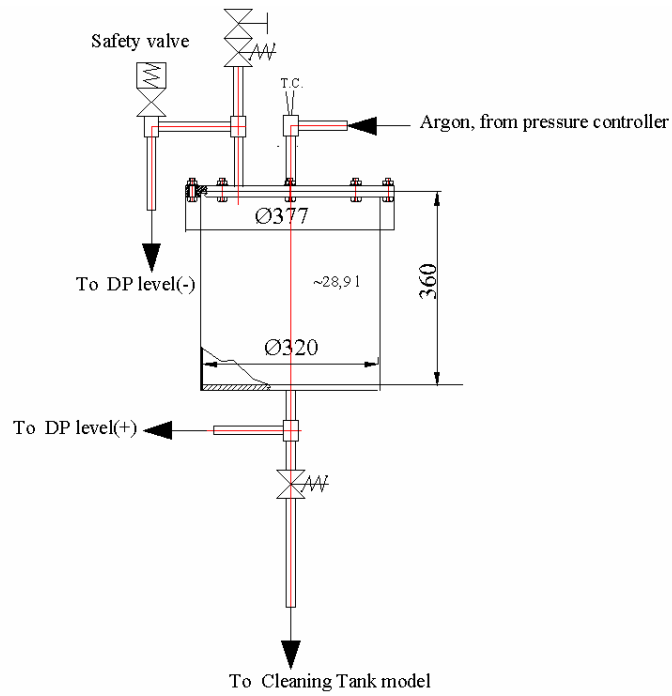 Safety valve
T.C.
Argon, from pressure controller
Ø377
To DP level(-)
~28,9 l
360
Ø320
To DP level(+)
To Cleaning Tank model